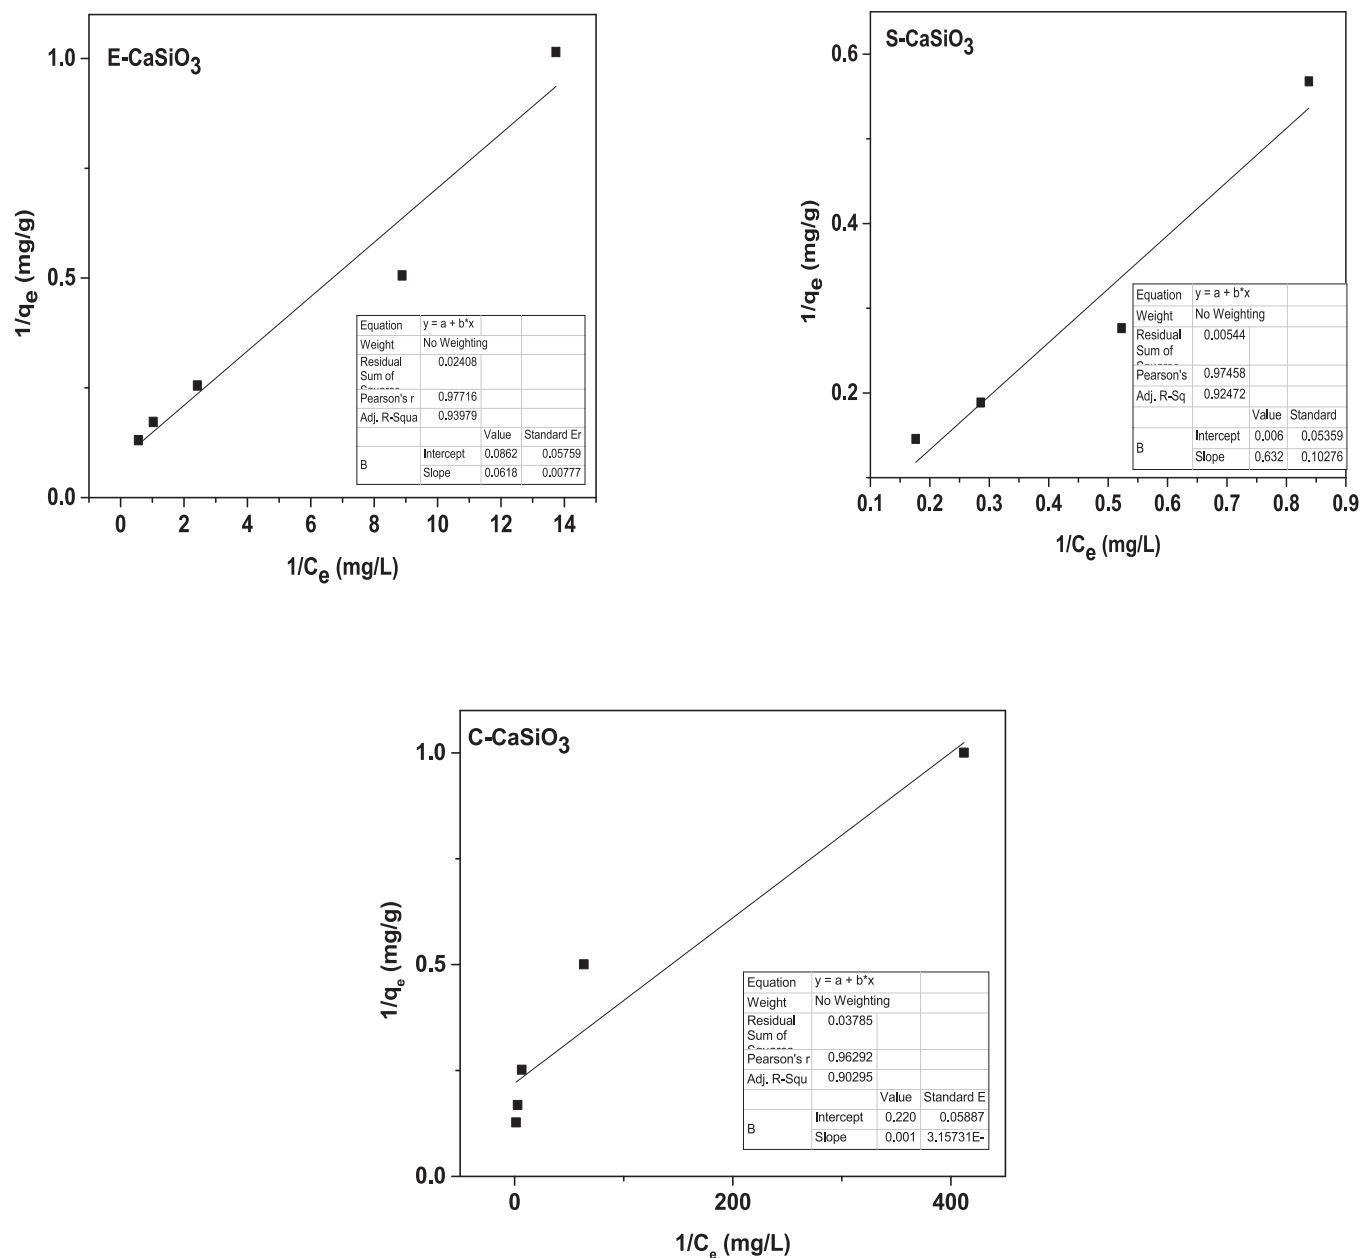 E-CaSiO3
1.0
0.5
0.0
1/qe (mg/g)
0 2 4 6 8 10 12 14
1/Ce (mg/L)
Equation y = a + b*x
Weight No Weighting
Residual 0.02408
Sum of
Pearson's r 0.97716
Adj. R-Squa 0.93979
Value Standard Er
B
Intercept 0.0862 0.05759
Slope 0.0618 0.00777
S-CaSiO3
0.6
0.4
0.2
1/qe (mg/g)
0.1 0.2 0.3 0.4 0.5 0.6 0.7 0.8 0.9
1/Ce (mg/L)
Equation y = a + b*x
Weight No Weighting
Residual 0.00544
Sum of
Pearson's 0.97458
Adj. R-Sq 0.92472
Value Standard
B
Intercept 0.006 0.05359
Slope 0.632 0.10276
C-CaSiO3
1.0
0.5
0.0
1/qe (mg/g)
0 200 400
1/Ce (mg/L)
Equation y = a + b*x
Weight No Weighting
Residual 0.03785
Sum of
Pearson's r 0.96292
Adj. R-Squ 0.90295
Value Standard E
B
Intercept 0.220 0.05887
Slope 0.001 3.15731E-